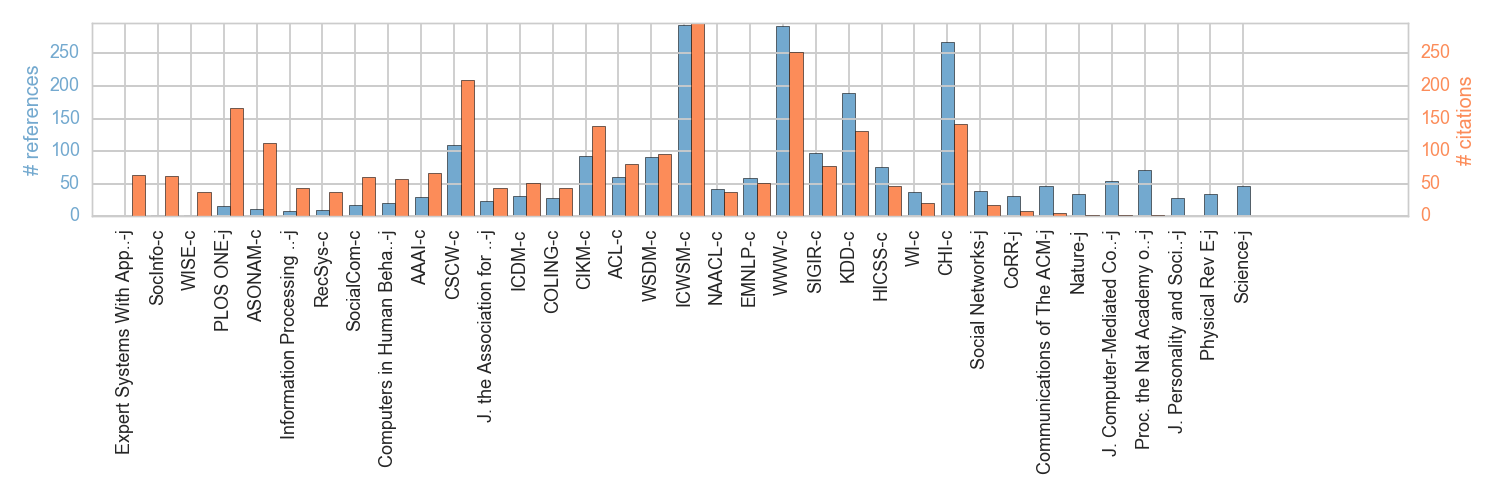 # references
250
200
150
100
50
0
250
200
150
100
50
0
# citations
Expert Systems With App..-j
SocInfo-c
WISE-c
PLOS ONE-j
ASONAM-c
Information Processing ..-j
RecSys-c
SocialCom-c
Computers in Human Beha..-j
AAAI-c
CSCW-c
J. the Association for ..-j
ICDM-c
COLING-c
CIKM-c
ACL-c
WSDM-c
ICWSM-c
NAACL-c
EMNLP-c
WWW-c
SIGIR-c
KDD-c
HICSS-c
WI-c
CHI-c
Social Networks-j
CoRR-j
Communications of The ACM-j
Nature-j
J. Computer-Mediated Co..-j
Proc. the Nat Academy o..-j
J. Personality and Soci..-j
Physical Rev E-j
Science-j